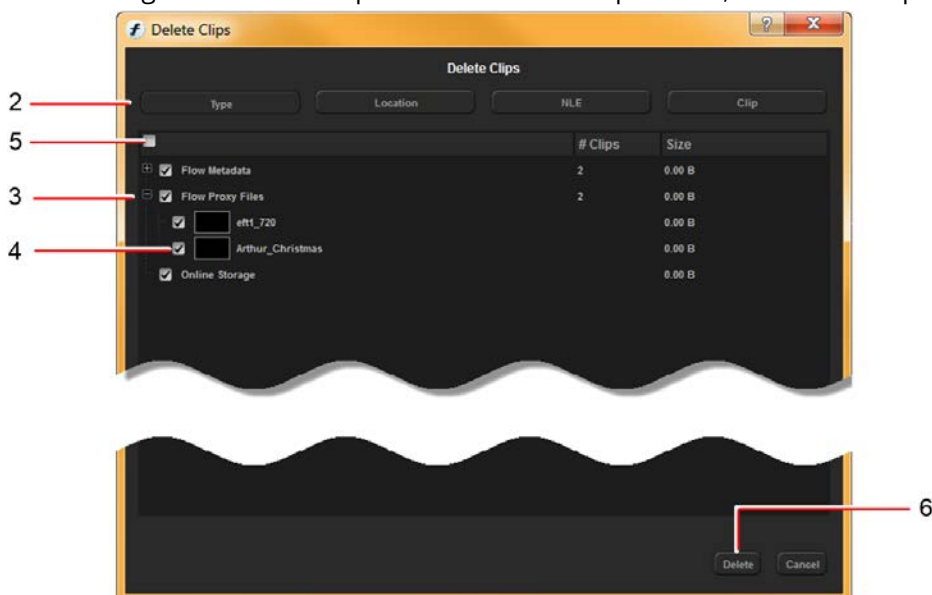 f Delete Clips ? X
Delete Clips
2 Type Location NLE Clip
5 # Clips Size
Flow Metadata 2 0.00 B
3 Flow Proxy Files 2 0.00 B
eft1_720 0.00 B
4 Arthur_Christmas 0.00 B
Online Storage 0.00 B
6
Delete Cancel